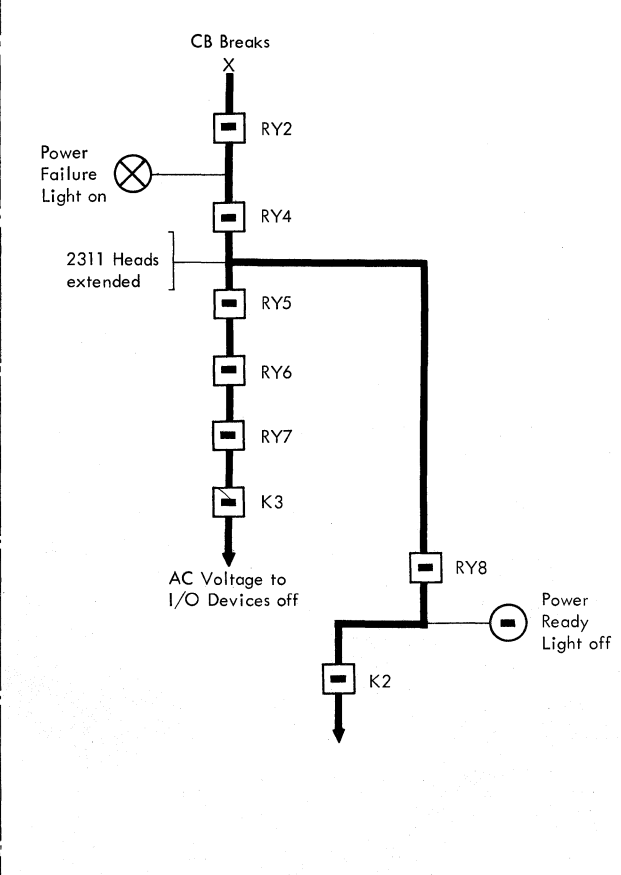 CB Breaks
X
RY2
Power
Failure
Light on
RY4
2311 Heads
extended
RY5
RY6
RY7
K3
AC Voltage to
I/O Devices off
RY8
Power
Ready
Light off
K2